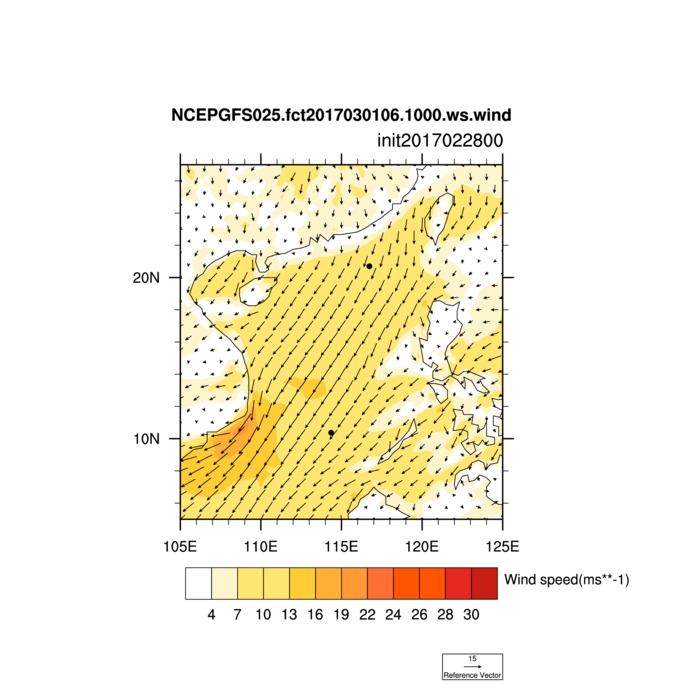 NCEPGFS025.fct2017030106.1000.ws.wind
init2017022800
20N
10N
105E 110E 115E 120E 125E
Wind speed(ms**-1)
4 7 10 13 16 19 22 24 26 28 30
15
Reference Vector